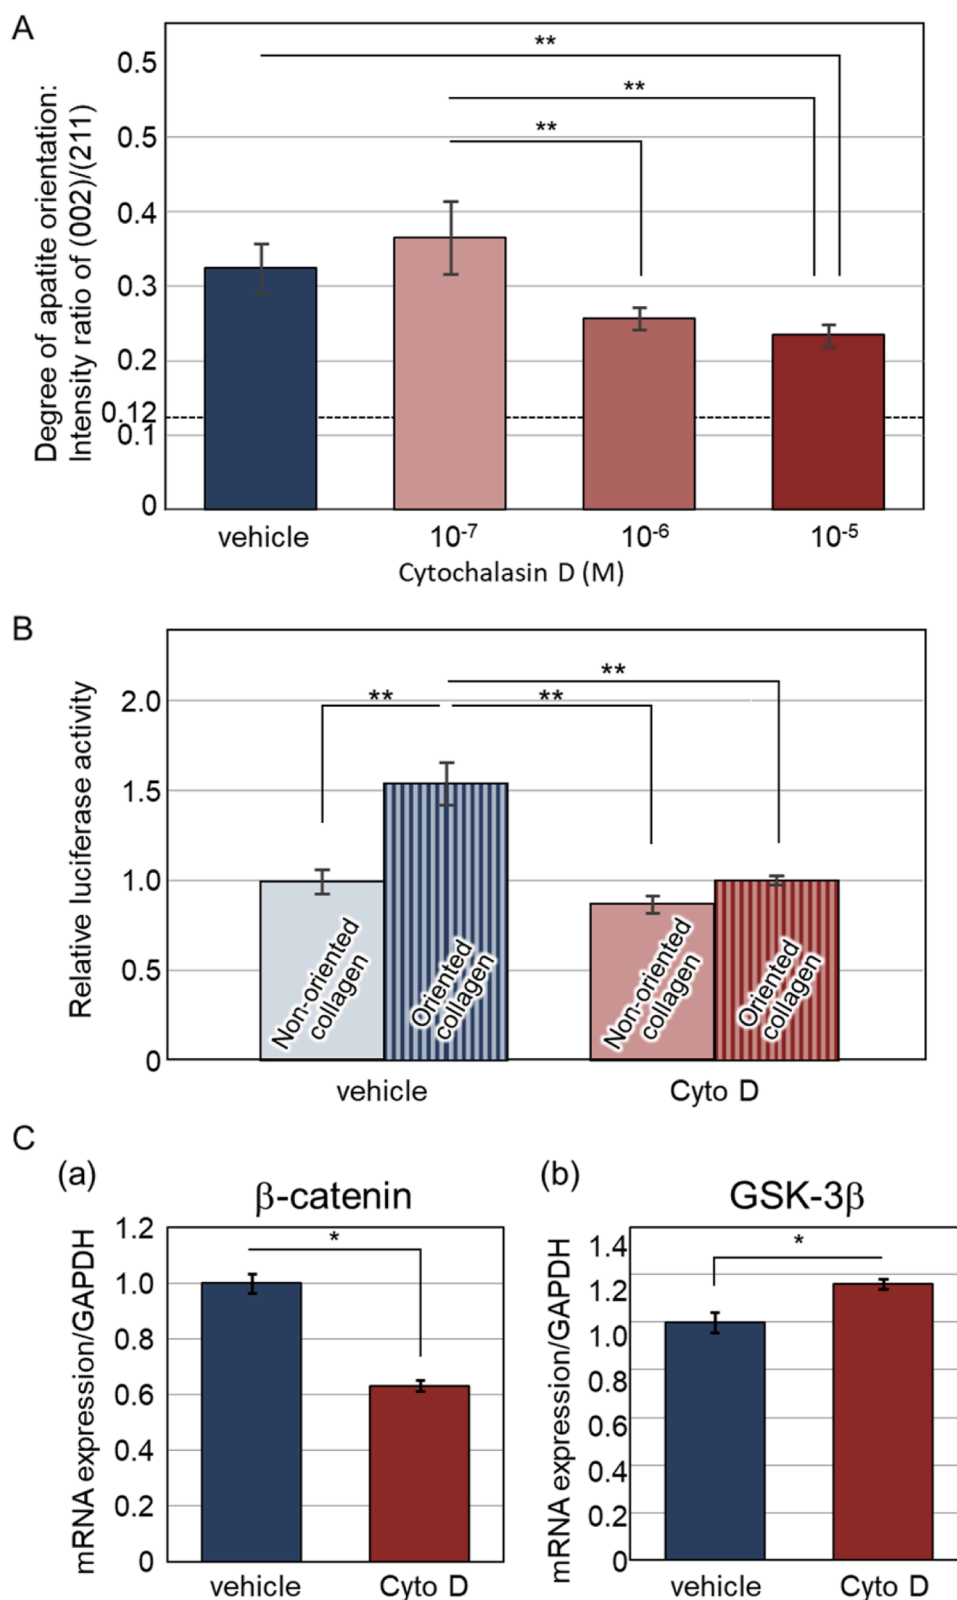 A
Degree of apatite orientation:
Intensity ratio of (002)/(211)
0.5
0.5
0.4
0.3
0.2
0.12
0.1
0
**
**
**
vehicle
10-7
10-6
10-5
Cytochalasin D (M)
B
Relative luciferase activity
2.0
1.5
1.0
0.5
0
**
**
**
Non-oriented
collagen
Oriented
collagen
Non-oriented
collagen
Oriented
collagen
vehicle
Cyto D
C
(a)
β-catenin
mRNA expression/GAPDH
1.2
1.0
0.8
0.6
0.4
0.2
0
*
vehicle
Cyto D
(b)
GSK-3β
mRNA expression/GAPDH
1.4
1.2
1.0
0.8
0.6
0.4
0.2
0
*
vehicle
Cyto D